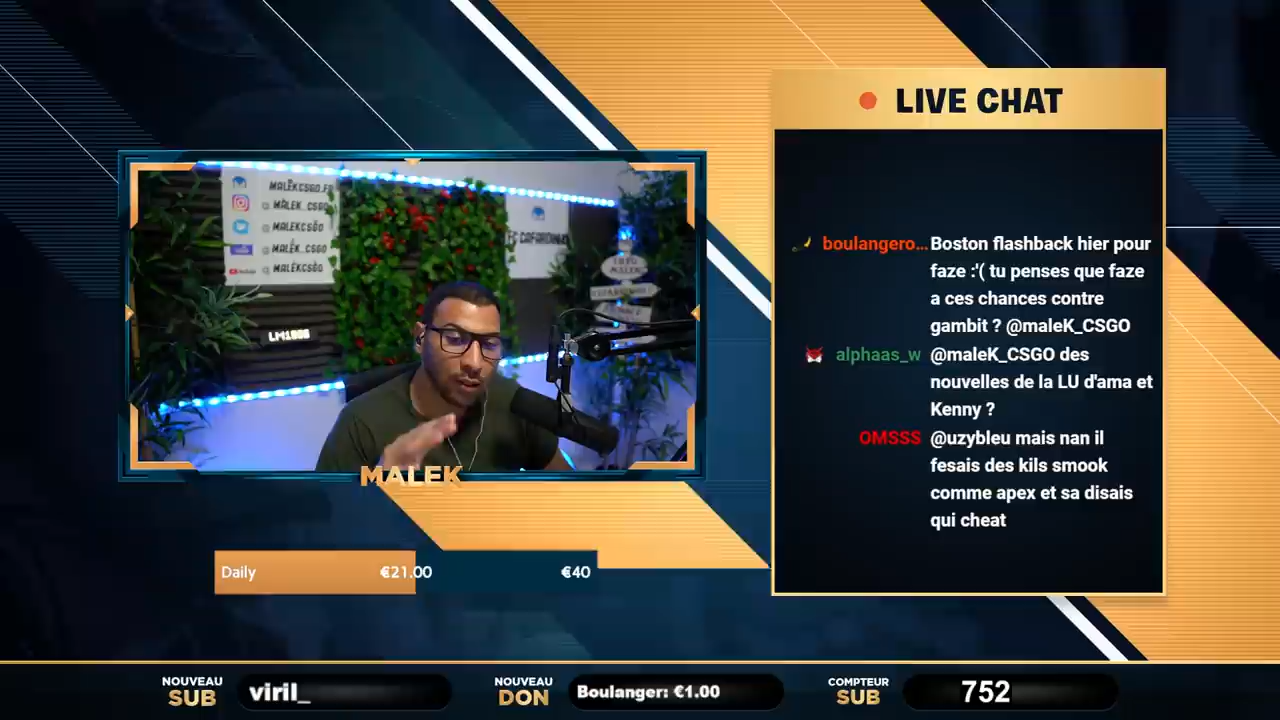 LIVE CHAT
boulangero... Boston flashback hier pour
faze :'( tu penses que faze
a ces chances contre
gambit ? @maleK_CSGO
alphaas_w @maleK_CSGO des
nouvelles de la LU d'ama et
Kenny ?
OMSSS @uzybleu mais nan il
fesais des kils smook
comme apex et sa disais
qui cheat
MALEKCSGO.FR
@MALEK_CSGO
@MALEKCSGO
@MALEK_CSGO
@MALEKCSGO
LM1886
MALEK
Daily €21.00 €40
NOUVEAU
SUB
viril_
NOUVEAU
DON
Boulanger: €1.00
COMPTEUR
SUB
752